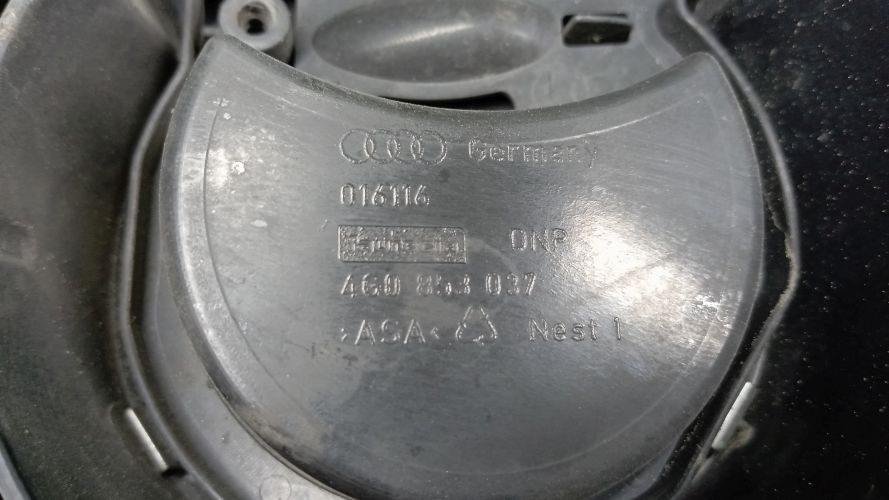 Germany
016116
DNP
4G0 853 037
>ASA< Nest 1